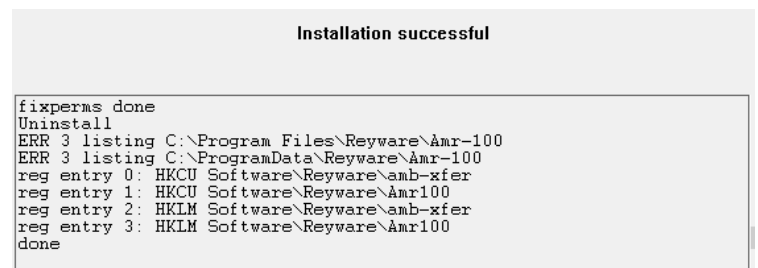 Installation successful
fixperms done
Uninstall
ERR 3 listing C:\Program Files\Reyware\Amr-100
ERR 3 listing C:\ProgramData\Reyware\Amr-100
reg entry 0: HKCU Software\Reyware\amb-xfer
reg entry 1: HKCU Software\Reyware\Amr100
reg entry 2: HKLM Software\Reyware\amb-xfer
reg entry 3: HKLM Software\Reyware\Amr100
done